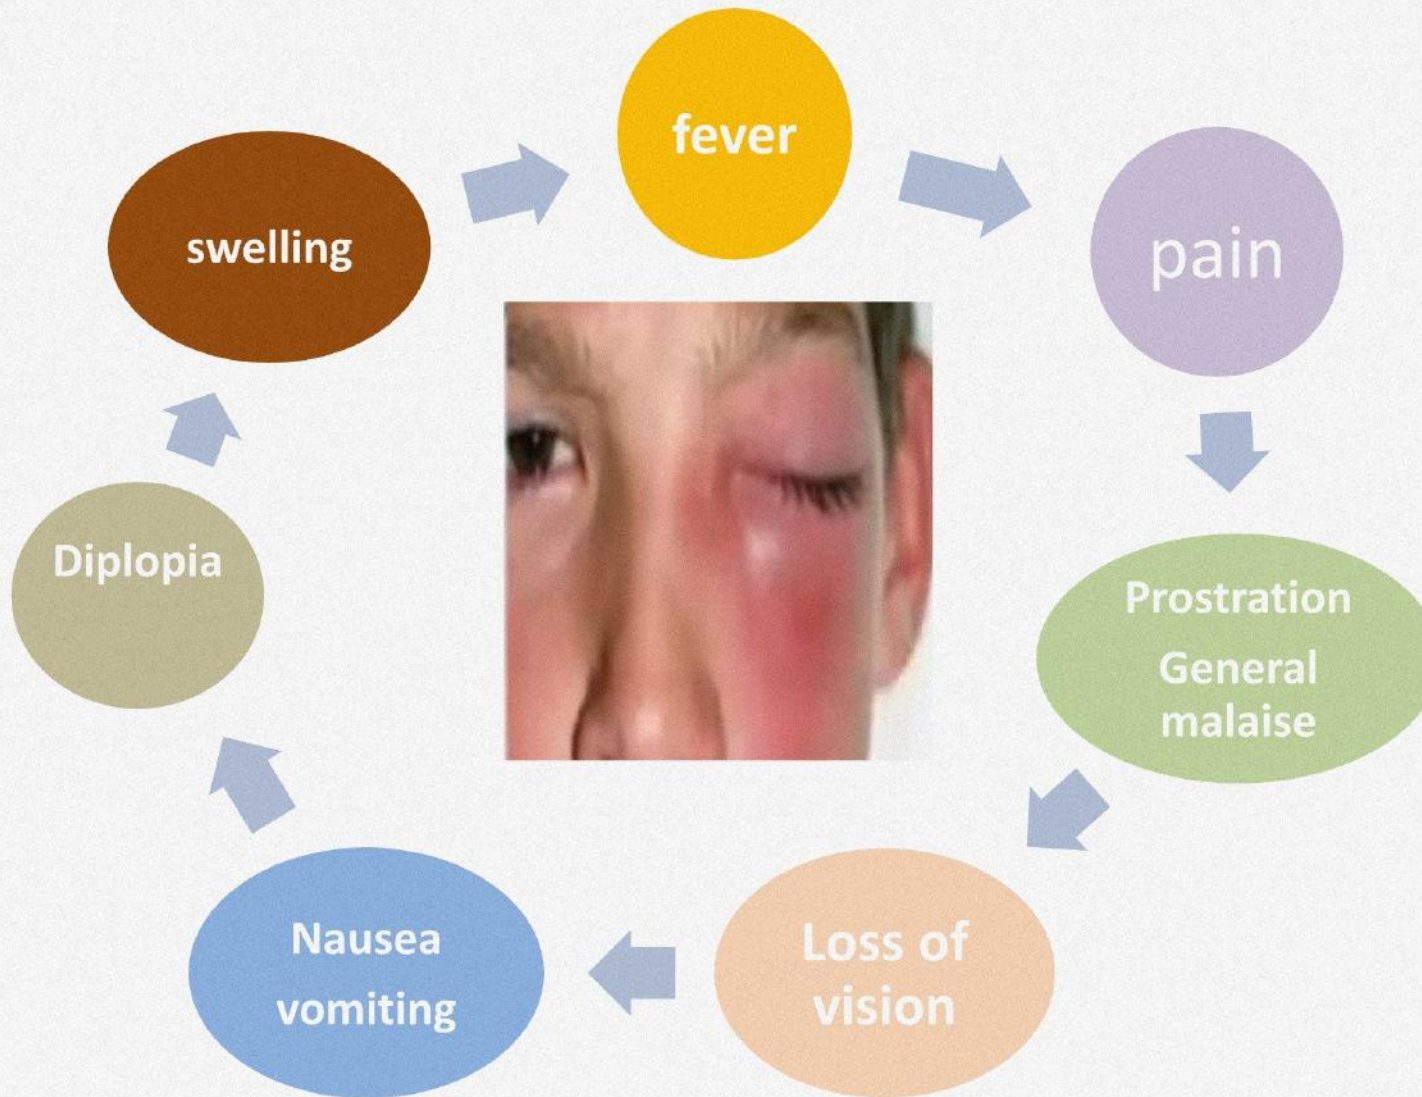 fever
pain
Prostration
General
malaise
Loss of
vision
Nausea
vomiting
Diplopia
swelling